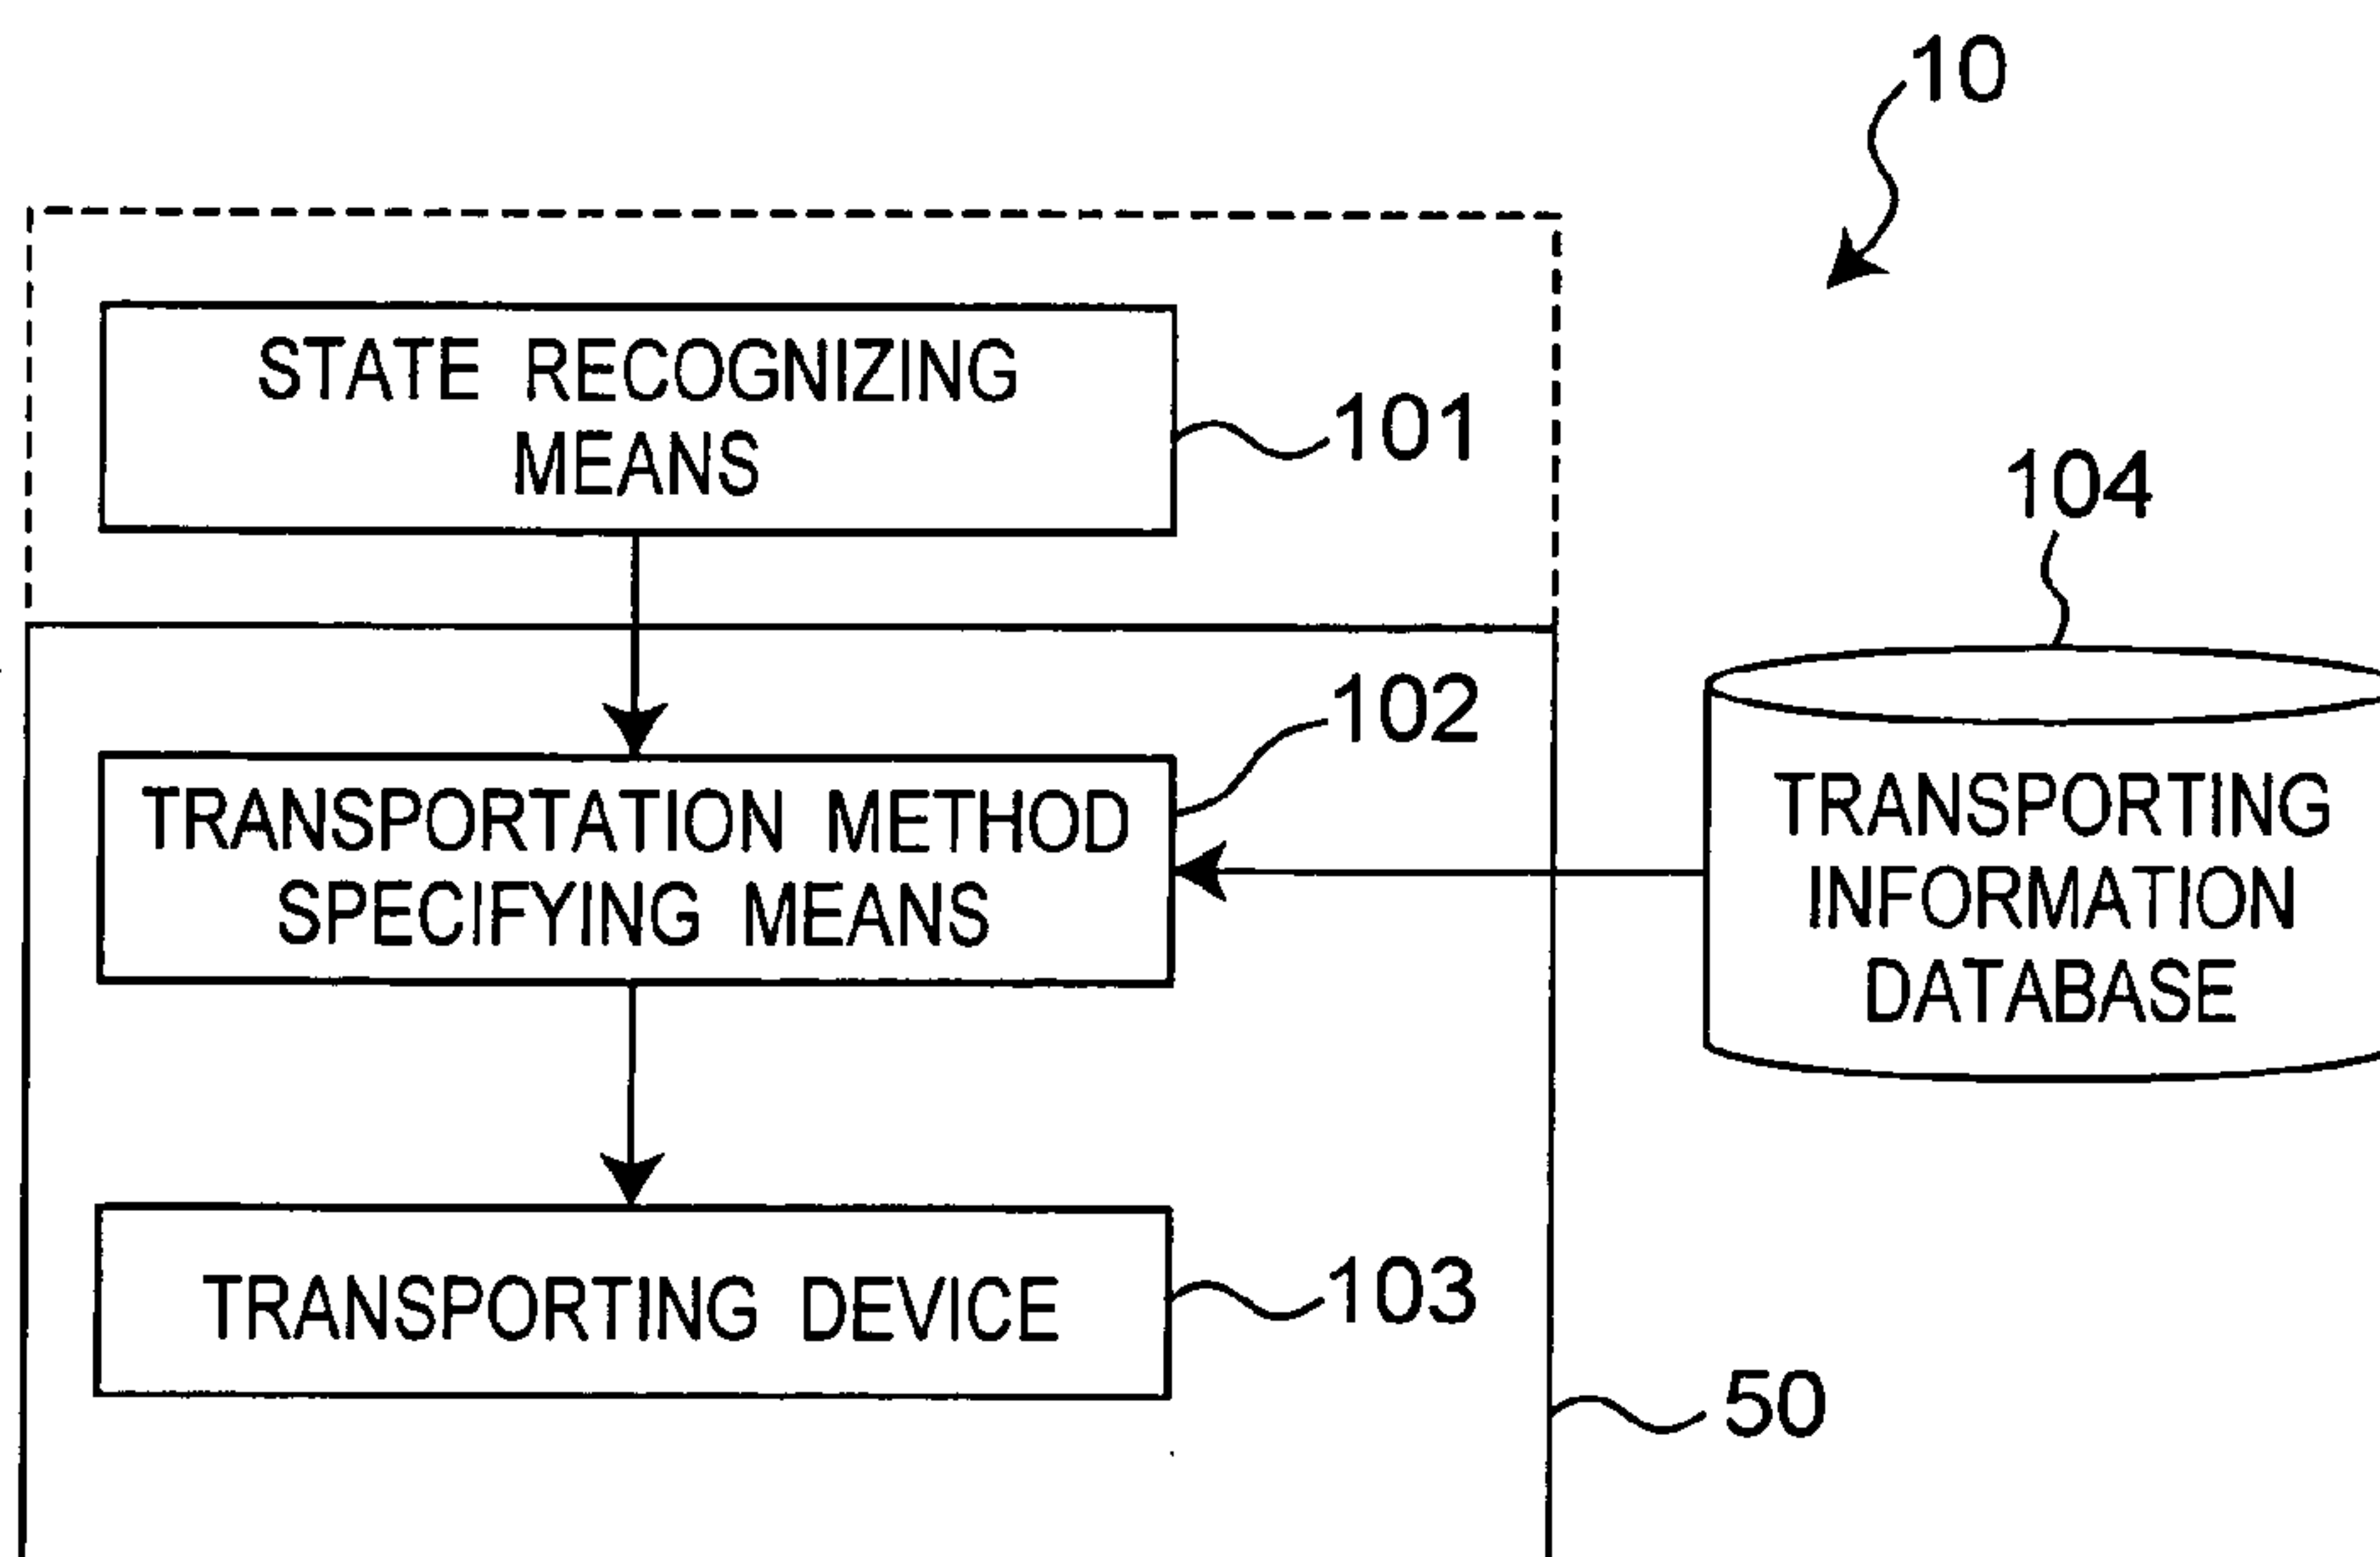 10
STATE RECOGNIZING
MEANS
101
104
102
TRANSPORTATION METHOD
SPECIFYING MEANS
TRANSPORTING
INFORMATION
DATABASE
TRANSPORTING DEVICE
103
50